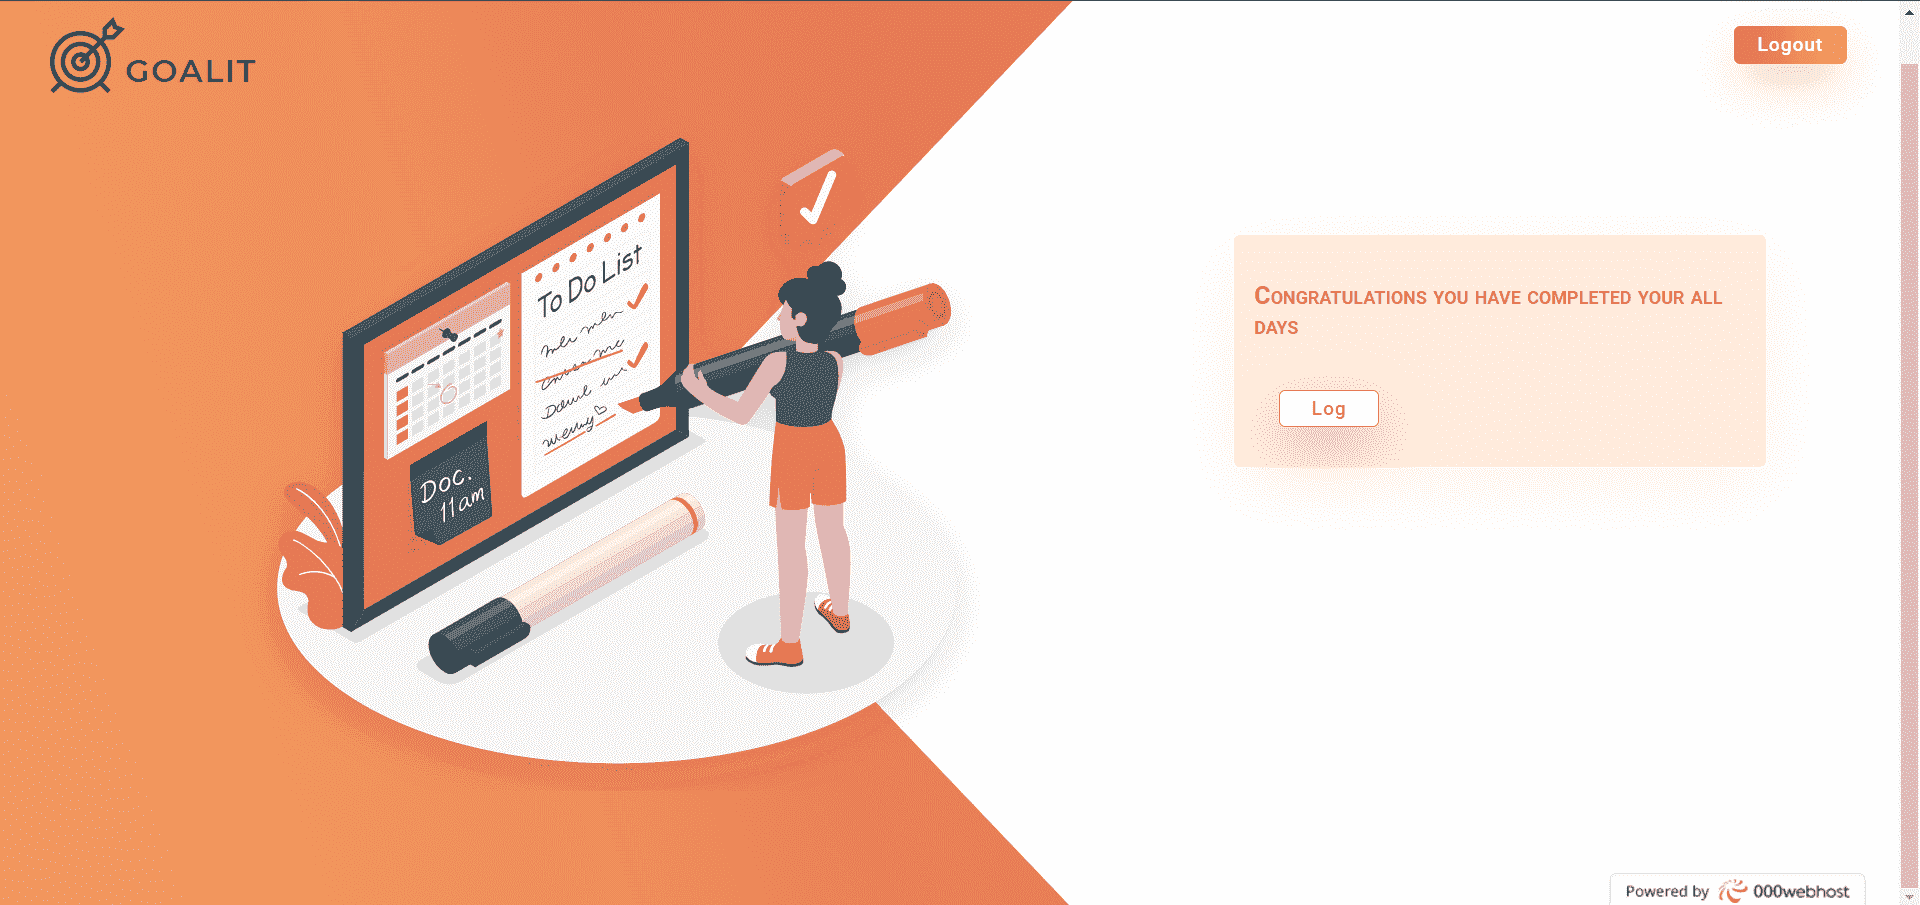 GOALIT
Logout
To Do List
Doc.
11am
Congratulations you have completed your all
days
Log
Powered by 000webhost